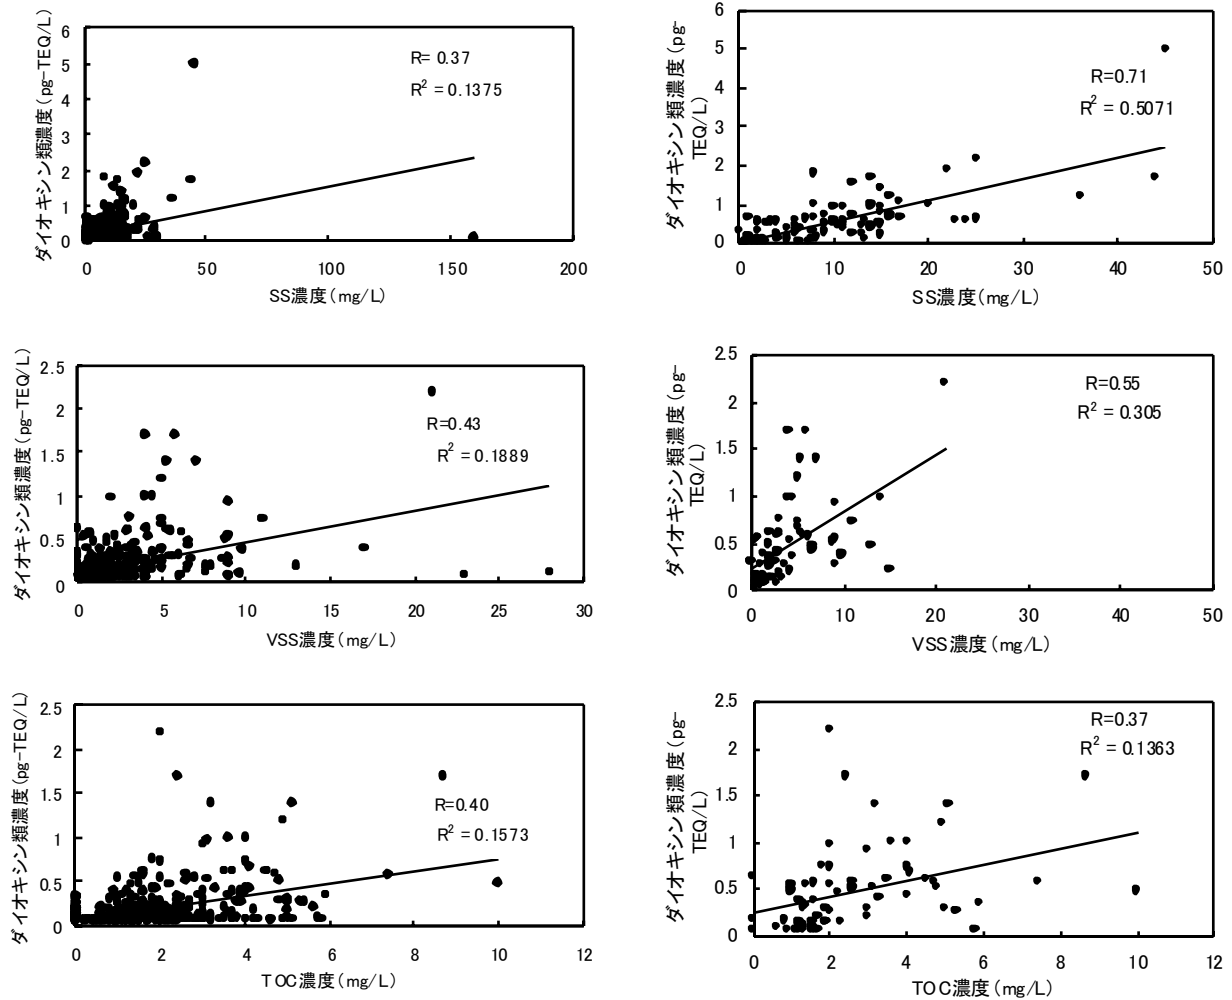 ダイオキシン類濃度(pg-TEQ/L)
6
5
4
3
2
1
0
R= 0.37
R² = 0.1375
0 50 100 150 200
SS濃度(mg/L)
ダイオキシン類濃度(pg-
TEQ/L)
6
5
4
3
2
1
0
R=0.71
R² = 0.5071
0 10 20 30 40 50
SS濃度(mg/L)
ダイオキシン類濃度(pg-TEQ/L)
2.5
2
1.5
1
0.5
0
R=0.43
R² = 0.1889
0 5 10 15 20 25 30
VSS濃度(mg/L)
ダイオキシン類濃度(pg-
TEQ/L)
2.5
2
1.5
1
0.5
0
R=0.55
R² = 0.305
0 10 20 30 40 50
VSS濃度(mg/L)
ダイオキシン類濃度(pg-TEQ/L)
2.5
2
1.5
1
0.5
0
R=0.40
R² = 0.1573
0 2 4 6 8 10 12
TOC濃度(mg/L)
ダイオキシン類濃度(pg-
TEQ/L)
2.5
2
1.5
1
0.5
0
R=0.37
R² = 0.1363
0 2 4 6 8 10 12
TOC濃度(mg/L)